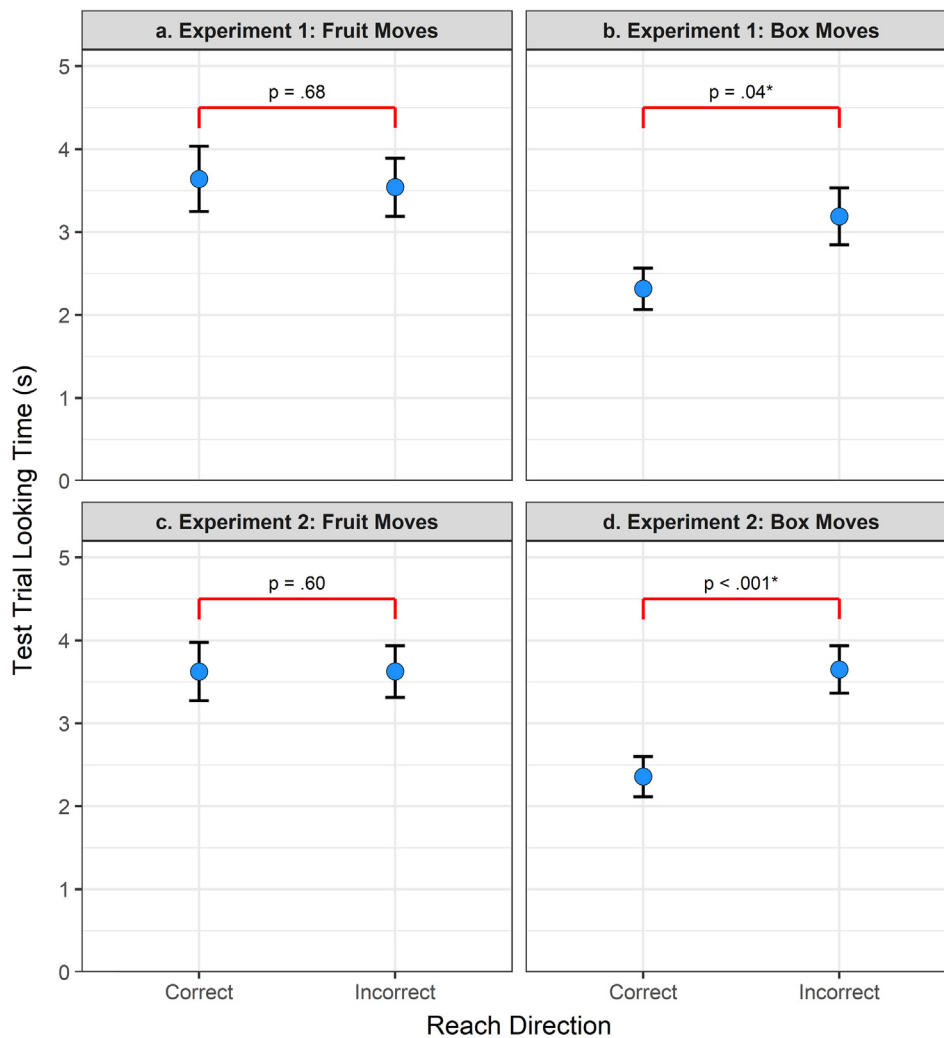 a. Experiment 1: Fruit Moves
b. Experiment 1: Box Moves
5
4
3
2
1
0
p = .68
p = .04*
c. Experiment 2: Fruit Moves
d. Experiment 2: Box Moves
5
4
3
2
1
0
p = .60
p < .001*
Correct
Incorrect
Correct
Incorrect
Test Trial Looking Time (s)
Reach Direction